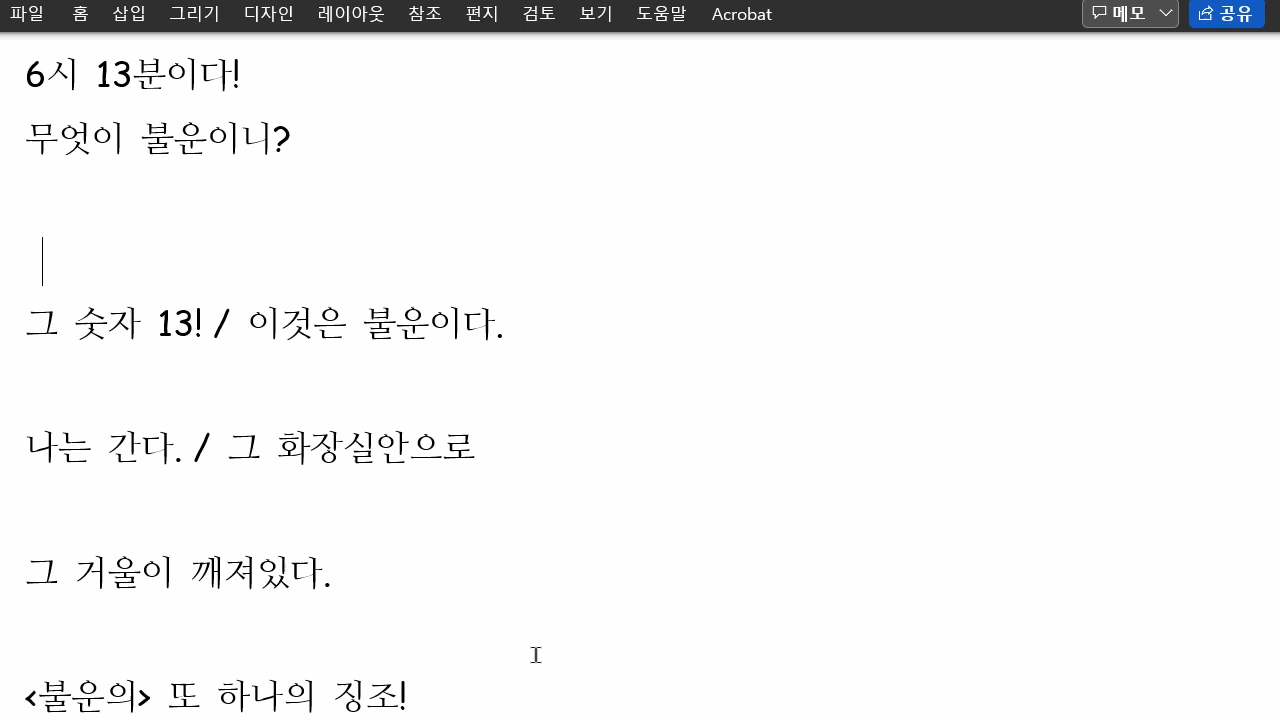 파일 홈 삽입 그리기 디자인 레이아웃 참조 편지 검토 보기 도움말 Acrobat 메모 공유
6시 13분이다!
무엇이 불운이니?
그 숫자 13! / 이것은 불운이다.
나는 간다. / 그 화장실안으로
그 거울이 깨져있다.
<불운의> 또 하나의 징조!